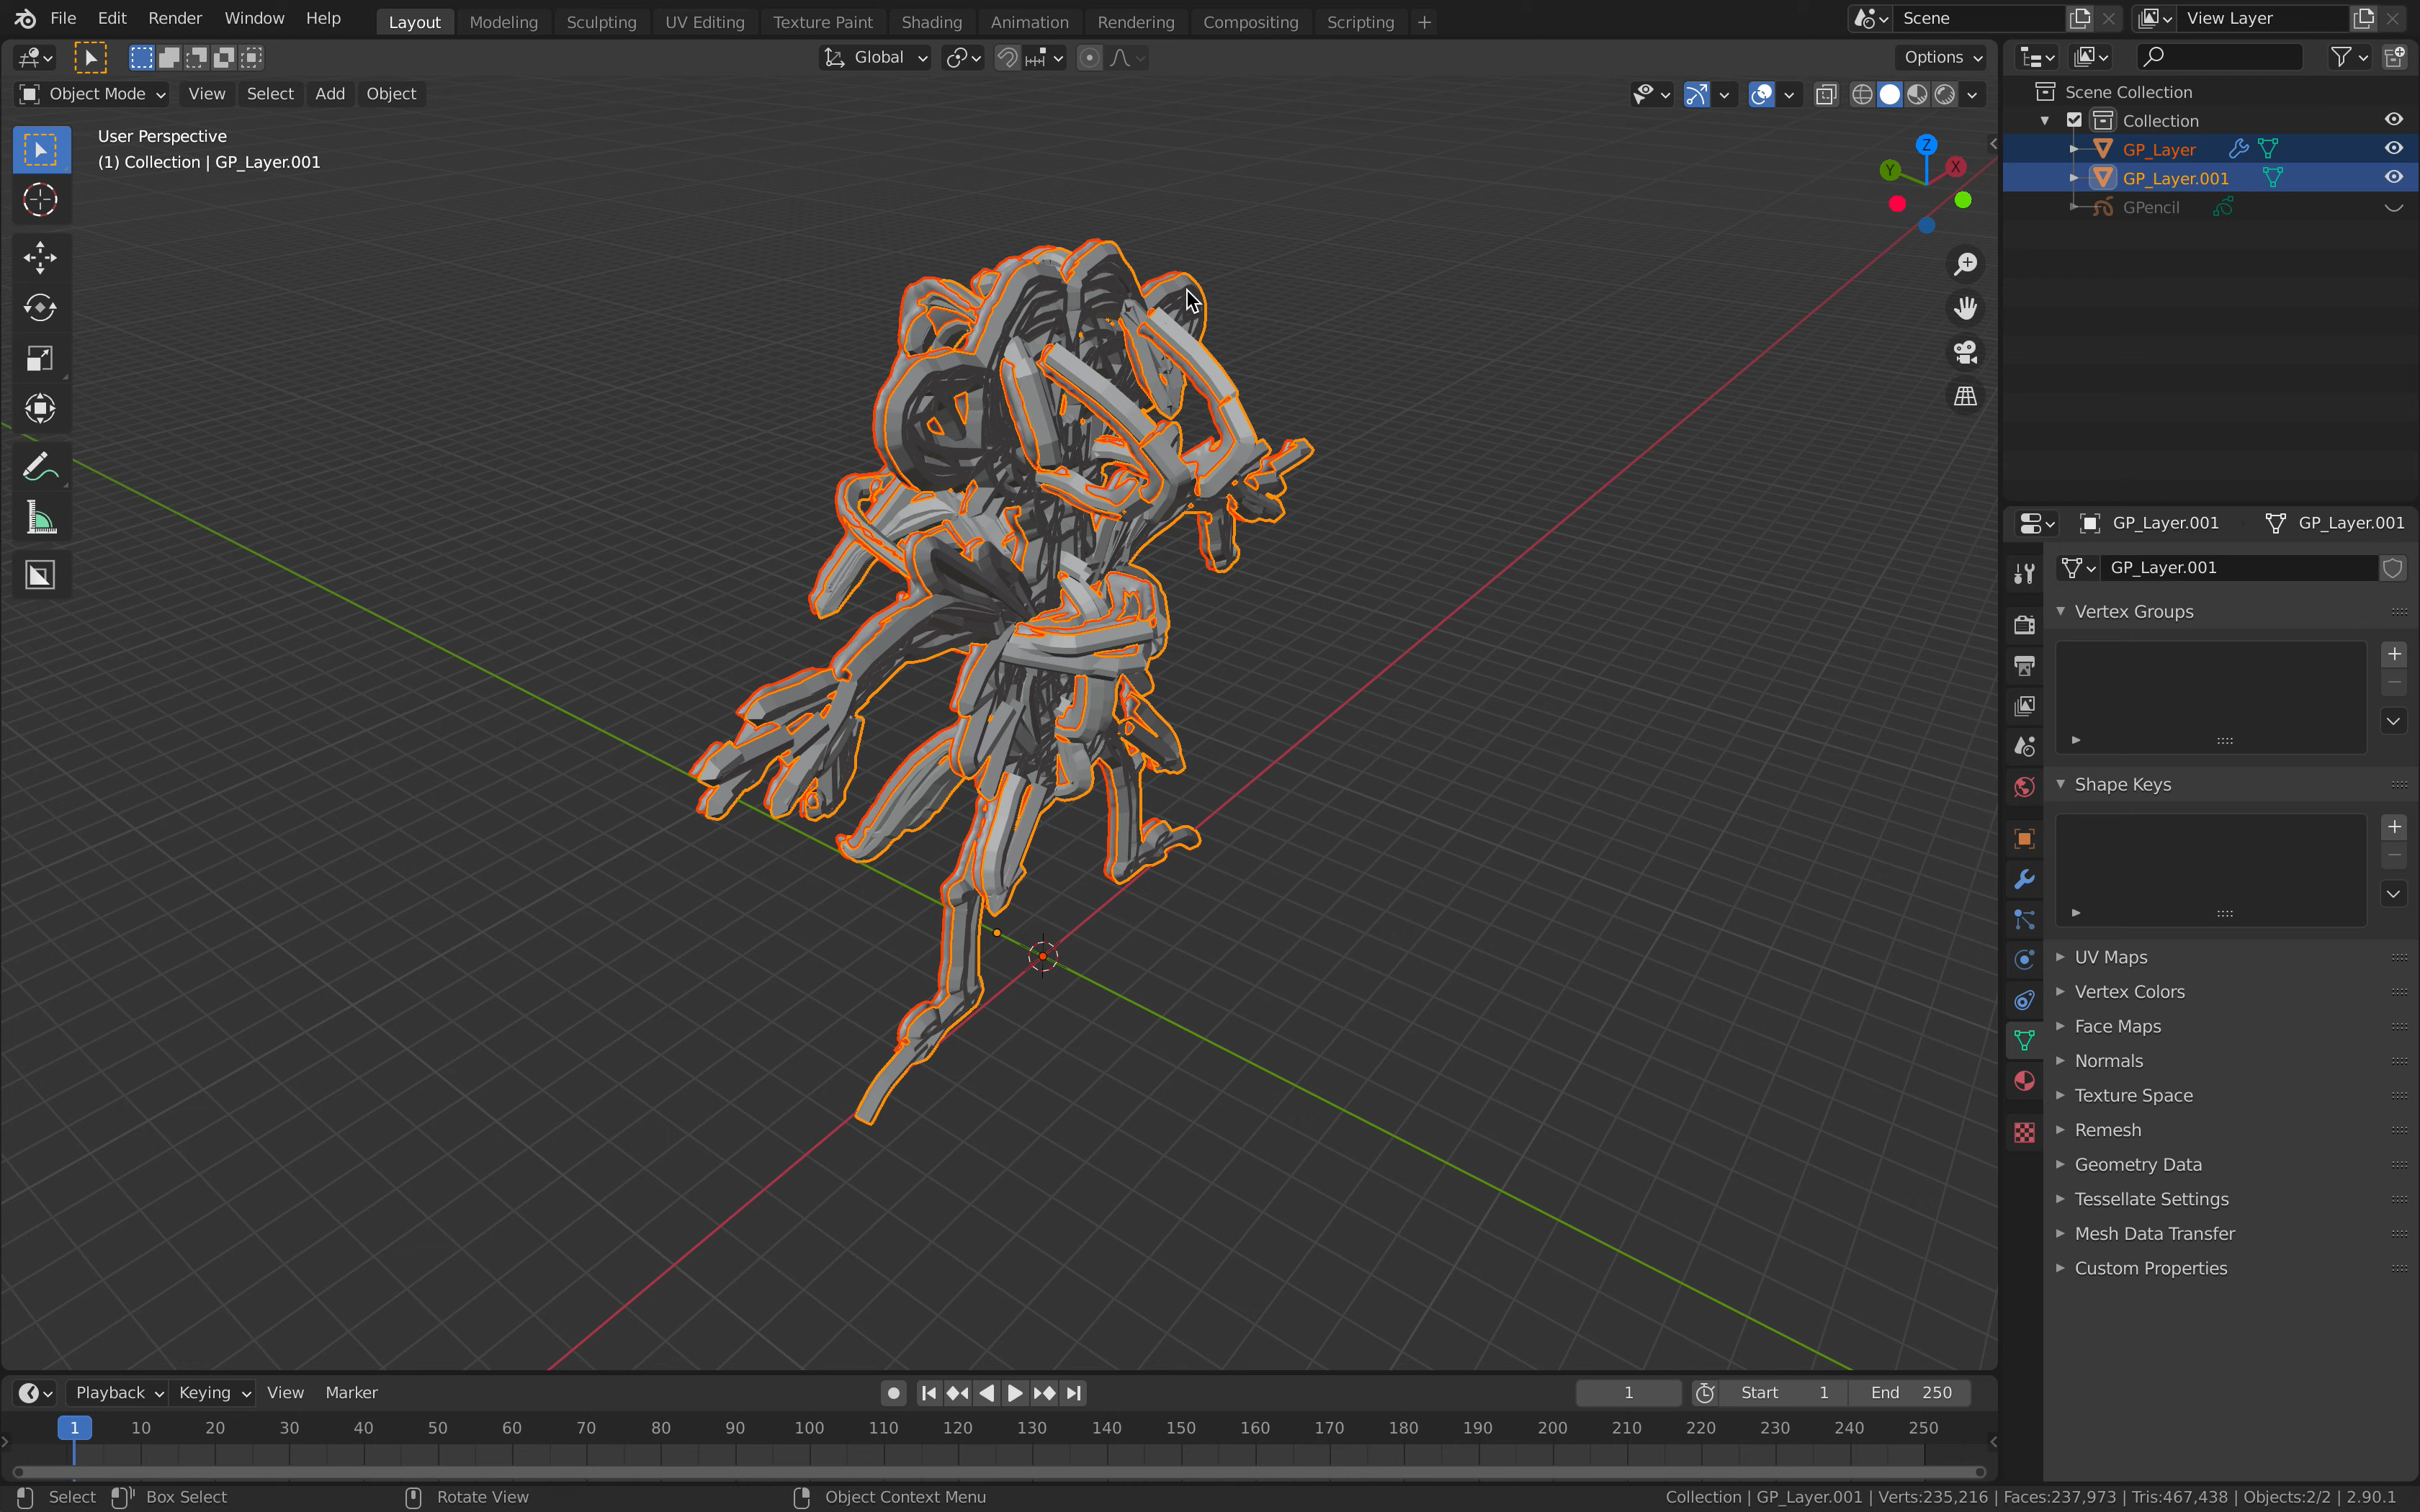 File Edit Render Window Help Layout Modeling Sculpting UV Editing Texture Paint Shading Animation Rendering Compositing Scripting + Scene View Layer
Global Options
Object Mode View Select Add Object
User Perspective
(1) Collection | GP_Layer.001
Z
Y
X
Scene Collection
Collection
GP_Layer
GP_Layer.001
GPencil
GP_Layer.001 GP_Layer.001
GP_Layer.001
Vertex Groups
Shape Keys
UV Maps
Vertex Colors
Face Maps
Normals
Texture Space
Remesh
Geometry Data
Tessellate Settings
Mesh Data Transfer
Custom Properties
Playback Keying View Marker 1 Start 1 End 250
1 10 20 30 40 50 60 70 80 90 100 110 120 130 140 150 160 170 180 190 200 210 220 230 240 250
Select Box Select Rotate View Object Context Menu Collection | GP_Layer.001 | Verts:235,216 | Faces:237,973 | Tris:467,438 | Objects:2/2 | 2.90.1